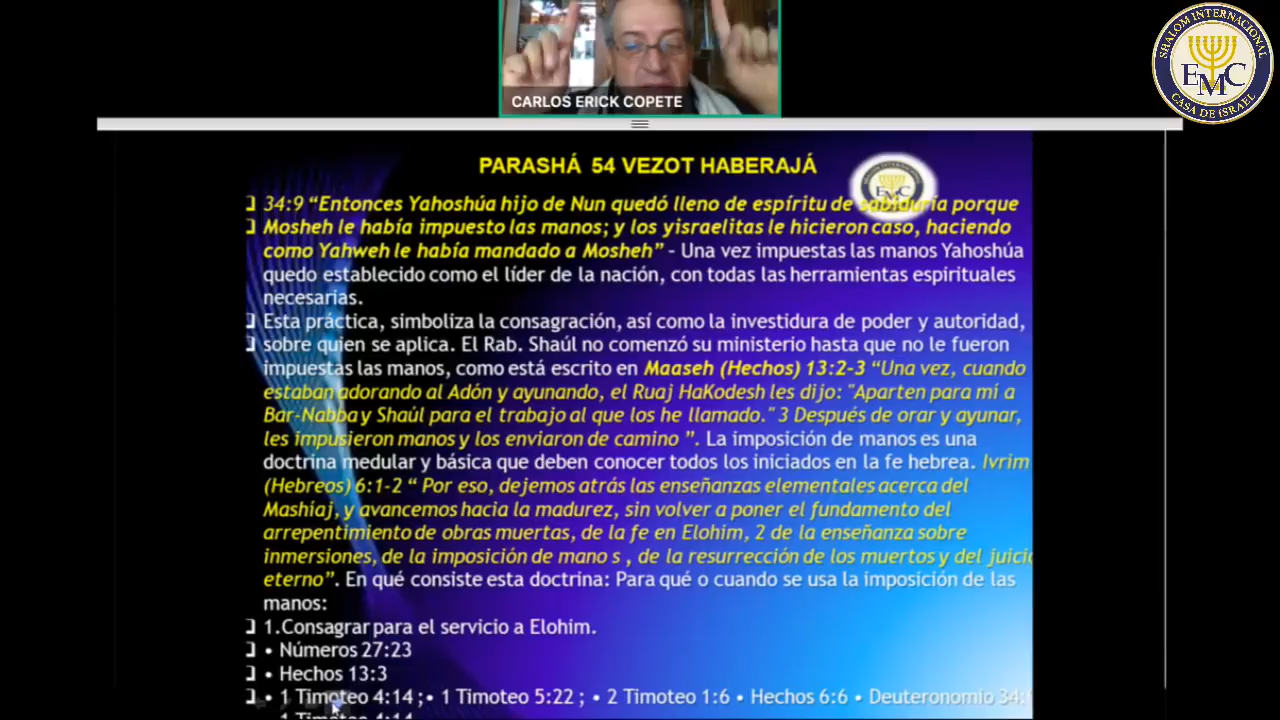 SHALOM INTERNACIONAL
EMC
CASA DE ISRAEL
CARLOS ERICK COPETE
PARASHÁ 54 VEZOT HABERAJÁ
EMC
34:9 “Entonces Yahoshúa hijo de Nun quedó lleno de espíritu de sabiduría porque
Mosheh le había impuesto las manos; y los yisraelitas le hicieron caso, haciendo
como Yahweh le había mandado a Mosheh” – Una vez impuestas las manos Yahoshúa
quedo establecido como el líder de la nación, con todas las herramientas espirituales
necesarias.
Esta práctica, simboliza la consagración, así como la investidura de poder y autoridad,
sobre quien se aplica. El Rab. Shaúl no comenzó su ministerio hasta que no le fueron
impuestas las manos, como está escrito en Maaseh (Hechos) 13:2-3 “Una vez, cuando
estaban adorando al Adón y ayunando, el Ruaj HaKodesh les dijo: "Aparten para mí a
Bar-Nabba y Shaúl para el trabajo al que los he llamado." 3 Después de orar y ayunar,
les impusieron manos y los enviaron de camino ”. La imposición de manos es una
doctrina medular y básica que deben conocer todos los iniciados en la fe hebrea. Ivrim
(Hebreos) 6:1-2 “ Por eso, dejemos atrás las enseñanzas elementales acerca del
Mashíaj, y avancemos hacia la madurez, sin volver a poner el fundamento del
arrepentimiento de obras muertas, de la fe en Elohim, 2 de la enseñanza sobre
inmersiones, de la imposición de mano s , de la resurrección de los muertos y del juicio
eterno”. En qué consiste esta doctrina: Para qué o cuando se usa la imposición de las
manos:
1.Consagrar para el servicio a Elohim.
• Números 27:23
• Hechos 13:3
• 1 Timoteo 4:14 ;• 1 Timoteo 5:22 ; • 2 Timoteo 1:6 • Hechos 6:6 • Deuteronomio 34:
1 Timoteo 4:14